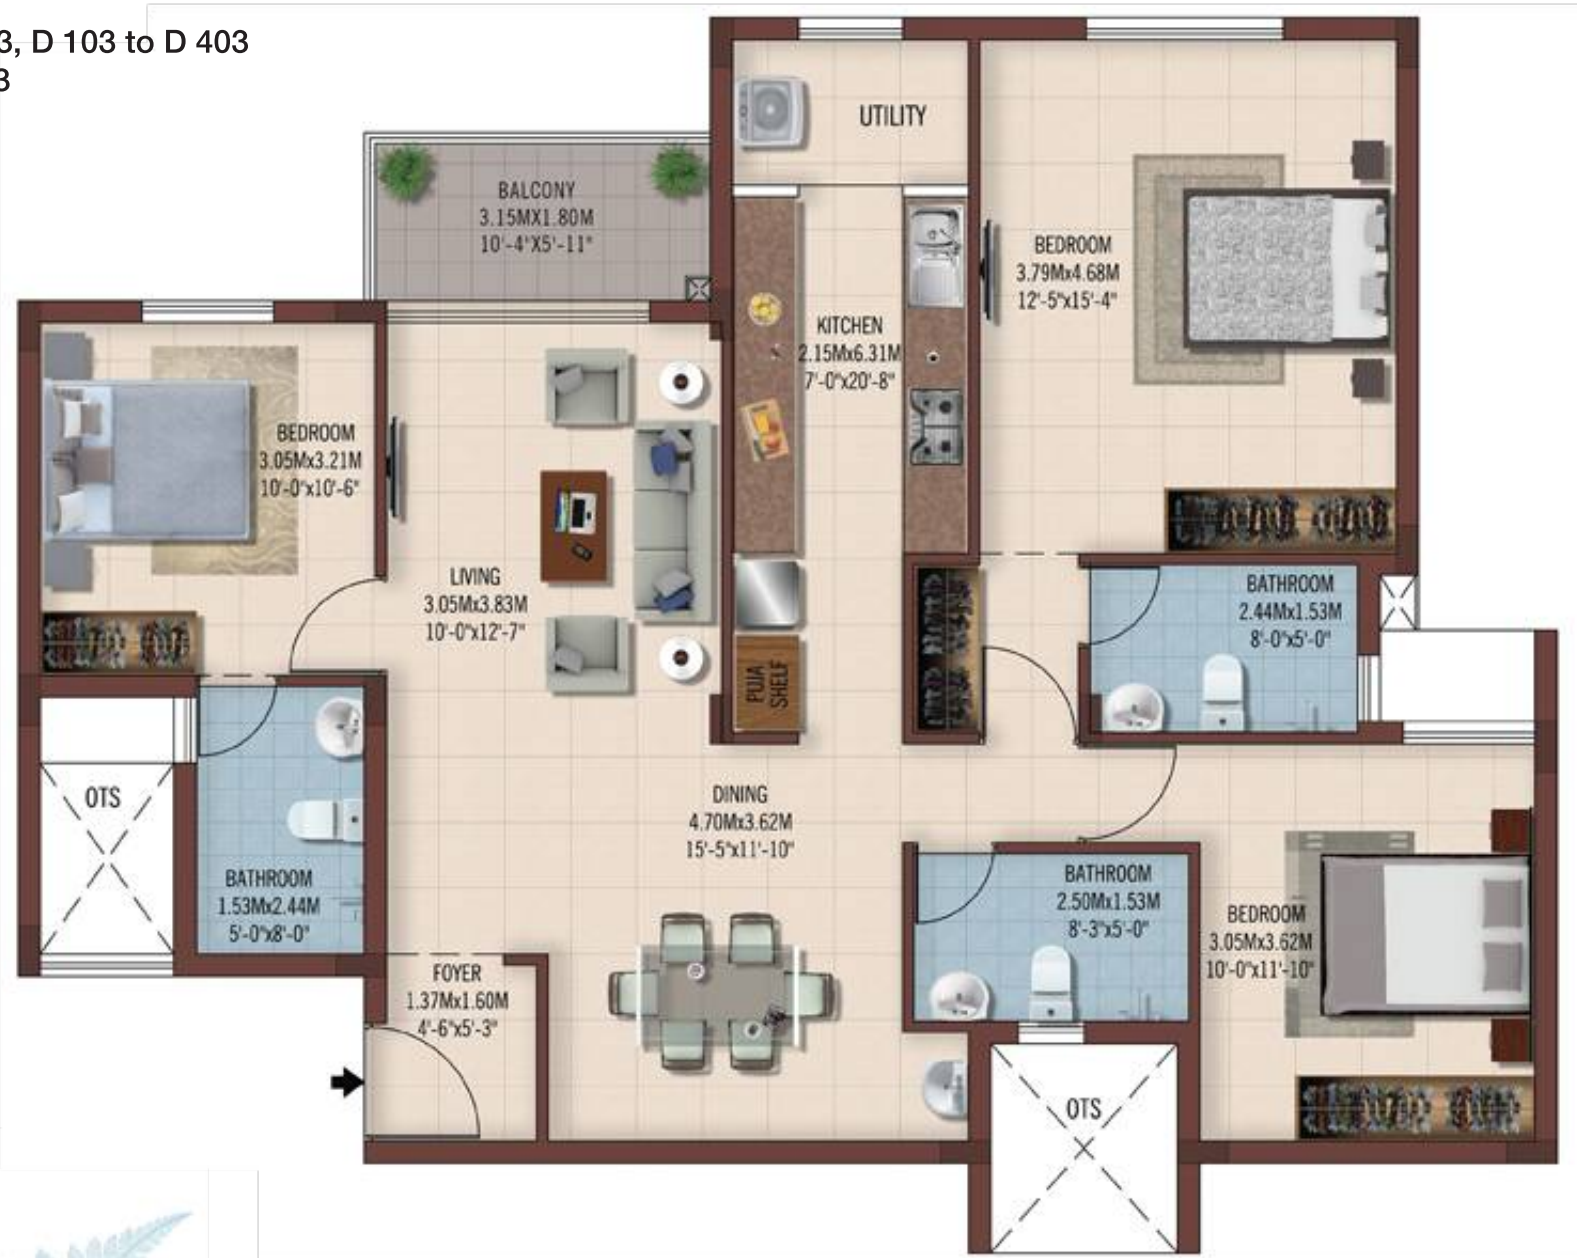 3, D 103 to D 403
3
UTILITY
BALCONY
3.15MX1.80M
10'-4"X5'-11"
BEDROOM
3.79Mx4.68M
12'-5"x15'-4"
KITCHEN
2.15Mx6.31M
7'-0"x20'-8"
BEDROOM
3.05Mx3.21M
10'-0"x10'-6"
LIVING
3.05Mx3.83M
10'-0"x12'-7"
BATHROOM
2.44Mx1.53M
8'-0"x5'-0"
PUJA
SHELF
OTS
DINING
4.70Mx3.62M
15'-5"x11'-10"
BATHROOM
1.53Mx2.44M
5'-0"x8'-0"
BATHROOM
2.50Mx1.53M
8'-3"x5'-0"
BEDROOM
3.05Mx3.62M
10'-0"x11'-10"
FOYER
1.37Mx1.60M
4'-6"x5'-3"
OTS